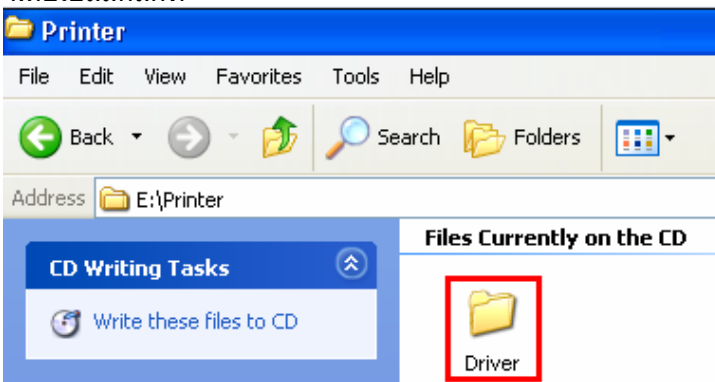 Printer
File Edit View Favorites Tools Help
Back Search Folders
Address E:\Printer
Files Currently on the CD
CD Writing Tasks
Write these files to CD
Driver